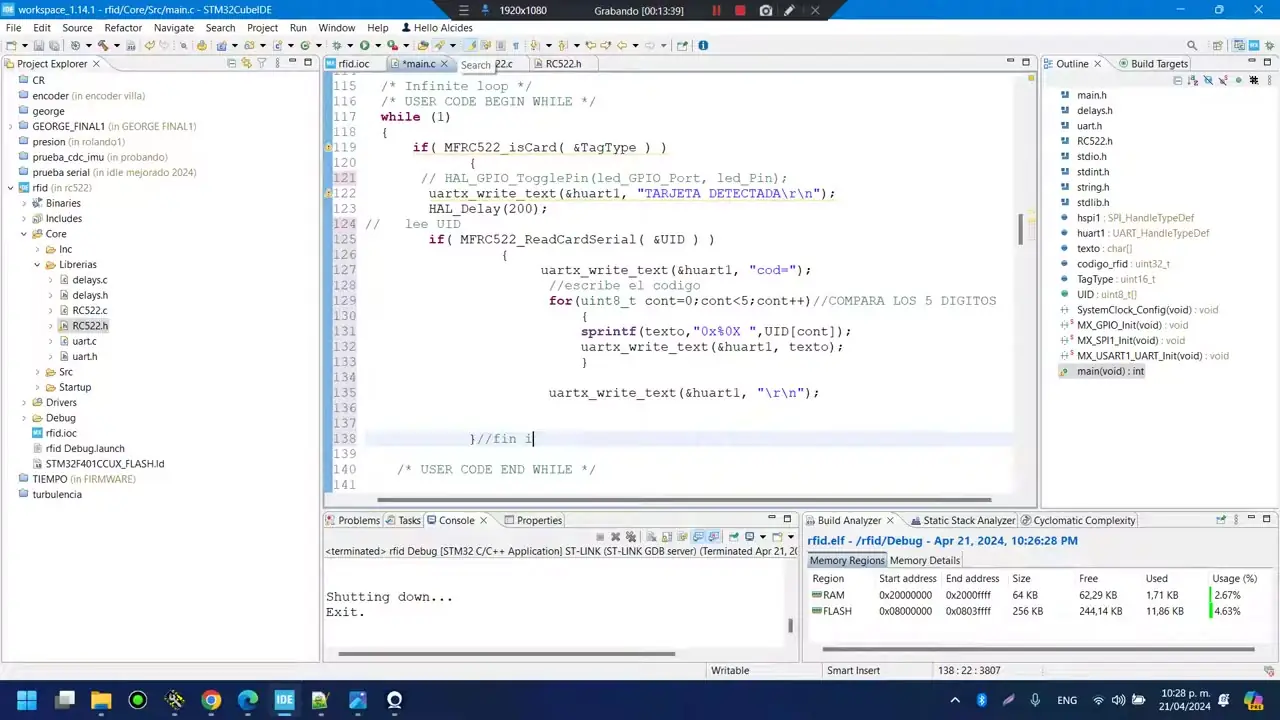 workspace_1.14.1 - rfid/Core/Src/main.c - STM32CubeIDE
1920x1080
Grabando (00:13:39)
File Edit Source Refactor Navigate Search Project Run Window Help Hello Alcides
Project Explorer
rfid.ioc
*main.c
Search
2.c
RC522.h
Outline
Build Targets
CR
encoder (in encoder villa)
george
GEORGE_FINAL1 (in GEORGE FINAL1)
presion (in rolando1)
prueba_cdc_imu (in probando)
prueba serial (in idle mejorado 2024)
rfid (in rc522)
Binaries
Includes
Core
Inc
Librerias
delays.c
delays.h
RC522.c
RC522.h
uart.c
uart.h
Src
Startup
Drivers
Debug
rfid.ioc
rfid Debug.launch
STM32F401CCUX_FLASH.ld
TIEMPO (in FIRMWARE)
turbulencia
115 /* Infinite loop */
116 /* USER CODE BEGIN WHILE */
117 while (1)
118 {
119 if( MFRC522_isCard( &TagType ) )
120 {
121 // HAL_GPIO_TogglePin(led_GPIO_Port, led_Pin);
122 uartx_write_text(&huart1, "TARJETA DETECTADA\r\n");
123 HAL_Delay(200);
124 // lee UID
125 if( MFRC522_ReadCardSerial( &UID ) )
126 {
127 uartx_write_text(&huart1, "cod=");
128 //escribe el codigo
129 for(uint8_t cont=0;cont<5;cont++)//COMPARA LOS 5 DIGITOS
130 {
131 sprintf(texto,"0x%0X ",UID[cont]);
132 uartx_write_text(&huart1, texto);
133 }
134
135 uartx_write_text(&huart1, "\r\n");
136
137
138 }//fin i
139
140 /* USER CODE END WHILE */
141
main.h
delays.h
uart.h
RC522.h
stdio.h
stdint.h
string.h
stdlib.h
hspi1 : SPI_HandleTypeDef
huart1 : UART_HandleTypeDef
texto : char[]
codigo_rfid : uint32_t
TagType : uint16_t
UID : uint8_t[]
SystemClock_Config(void) : void
MX_GPIO_Init(void) : void
MX_SPI1_Init(void) : void
MX_USART1_UART_Init(void) : void
main(void) : int
Problems Tasks Console Properties
<terminated> rfid Debug [STM32 C/C++ Application] ST-LINK (ST-LINK GDB server) (Terminated Apr 21, 20
Shutting down...
Exit.
Build Analyzer Static Stack Analyzer Cyclomatic Complexity
rfid.elf - /rfid/Debug - Apr 21, 2024, 10:26:28 PM
Memory Regions Memory Details
Region Start address End address Size Free Used Usage (%)
RAM 0x20000000 0x2000ffff 64 KB 62,29 KB 1,71 KB 2.67%
FLASH 0x08000000 0x0803ffff 256 KB 244,14 KB 11,86 KB 4.63%
Writable Smart Insert 138 : 22 : 3807
IDE
ENG
10:28 p. m.
21/04/2024